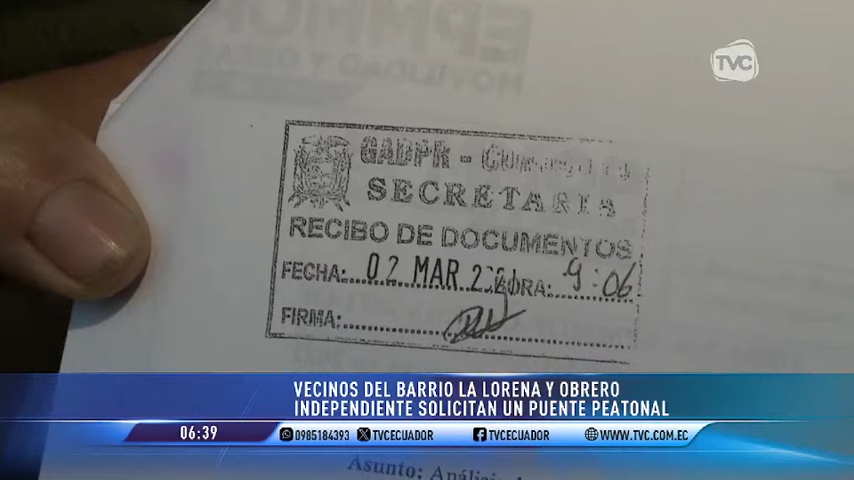 TVC
GADPR -
SECRETARIA
RECIBO DE DOCUMENTOS
FECHA: 02 MAR HORA: 9:06
FIRMA:
VECINOS DEL BARRIO LA LORENA Y OBRERO
INDEPENDIENTE SOLICITAN UN PUENTE PEATONAL
06:39
0985184393 TVCECUADOR TVCECUADOR WWW.TVC.COM.EC
Asunto: